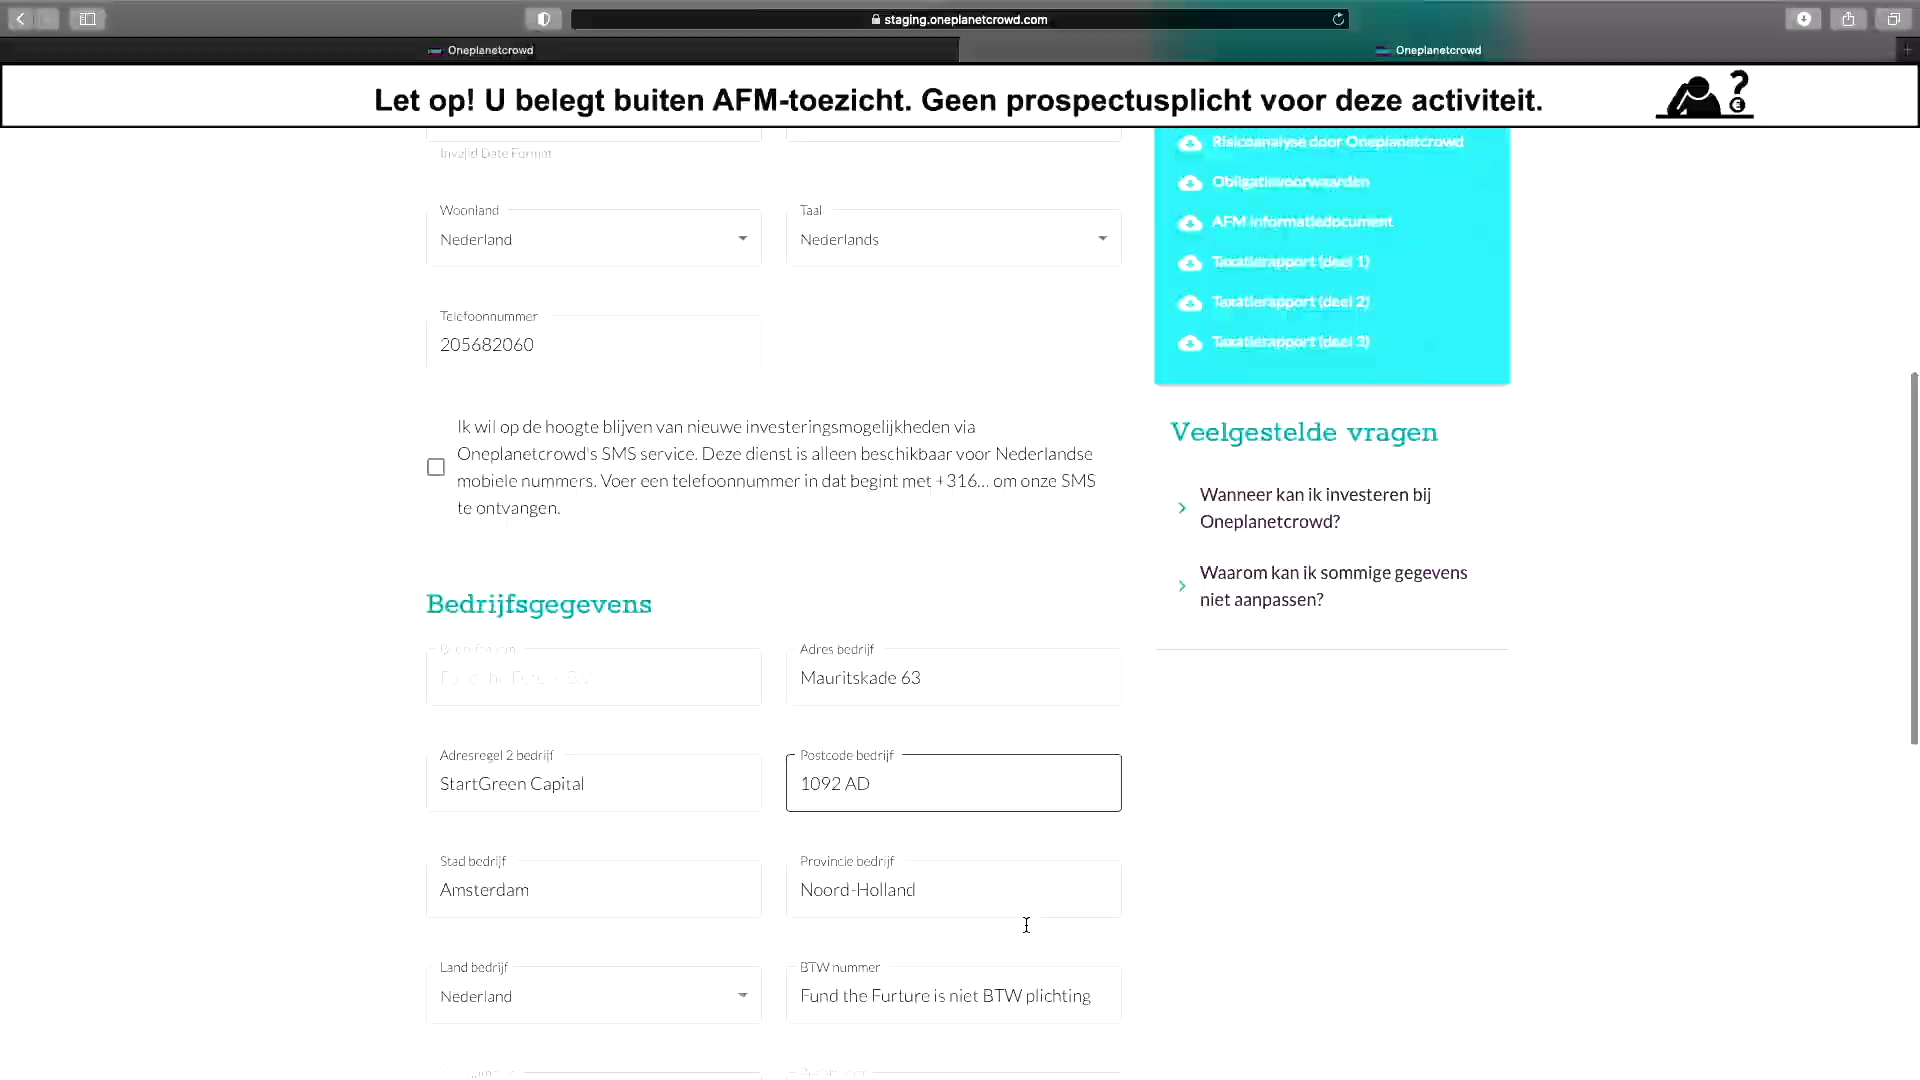 staging.oneplanetcrowd.com
Oneplanetcrowd
Oneplanetcrowd
Let op! U belegt buiten AFM-toezicht. Geen prospectusplicht voor deze activiteit.
Invalid Date Format
Woonland
Nederland
Taal
Nederlands
Telefoonnummer
205682060
Ik wil op de hoogte blijven van nieuwe investeringsmogelijkheden via
Oneplanetcrowd's SMS service. Deze dienst is alleen beschikbaar voor Nederlandse
mobiele nummers. Voer een telefoonnummer in dat begint met +316... om onze SMS
te ontvangen.
Bedrijfsgegevens
Adres bedrijf
Mauritskade 63
Adresregel 2 bedrijf
StartGreen Capital
Postcode bedrijf
1092 AD
Stad bedrijf
Amsterdam
Provincie bedrijf
Noord-Holland
Land bedrijf
Nederland
BTW nummer
Fund the Furture is niet BTW plichting
Risicoanalyse door Oneplanetcrowd
Obligatievoorwaarden
AFM informatiedocument
Taxatierapport (deel 1)
Taxatierapport (deel 2)
Taxatierapport (deel 3)
Veelgestelde vragen
Wanneer kan ik investeren bij
Oneplanetcrowd?
Waarom kan ik sommige gegevens
niet aanpassen?